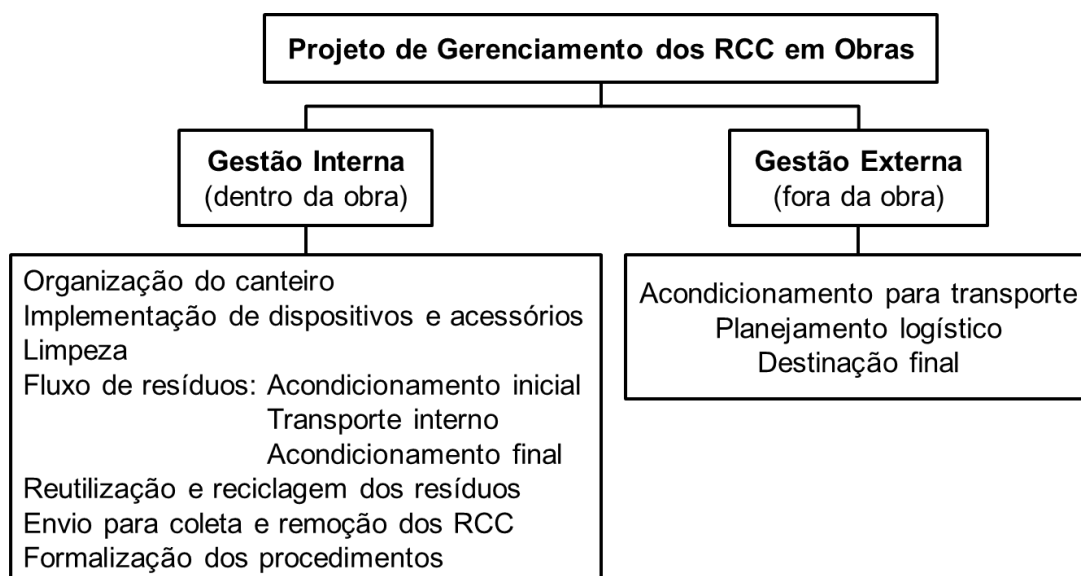 Projeto de Gerenciamento dos RCC em Obras
Gestão Interna
(dentro da obra)
Organização do canteiro
Implementação de dispositivos e acessórios
Limpeza
Fluxo de resíduos: Acondicionamento inicial
Transporte interno
Acondicionamento final
Reutilização e reciclagem dos resíduos
Envio para coleta e remoção dos RCC
Formalização dos procedimentos
Gestão Externa
(fora da obra)
Acondicionamento para transporte
Planejamento logístico
Destinação final